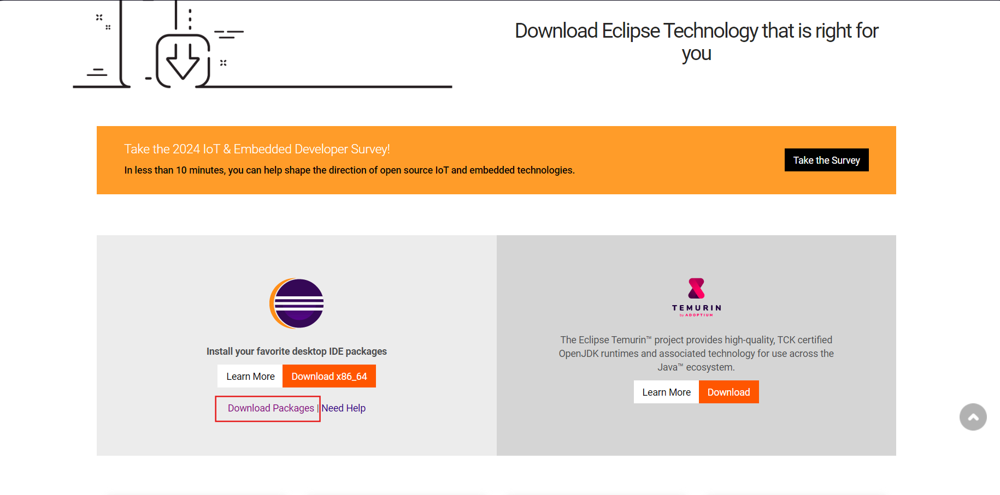 Download Eclipse Technology that is right for
you
Take the 2024 IoT & Embedded Developer Survey!
In less than 10 minutes, you can help shape the direction of open source IoT and embedded technologies.
Take the Survey
Install your favorite desktop IDE packages
Learn More
Download x86_64
Download Packages | Need Help
TEMURIN
by ADOPTIUM
The Eclipse Temurin™ project provides high-quality, TCK certified
OpenJDK runtimes and associated technology for use across the
Java™ ecosystem.
Learn More
Download